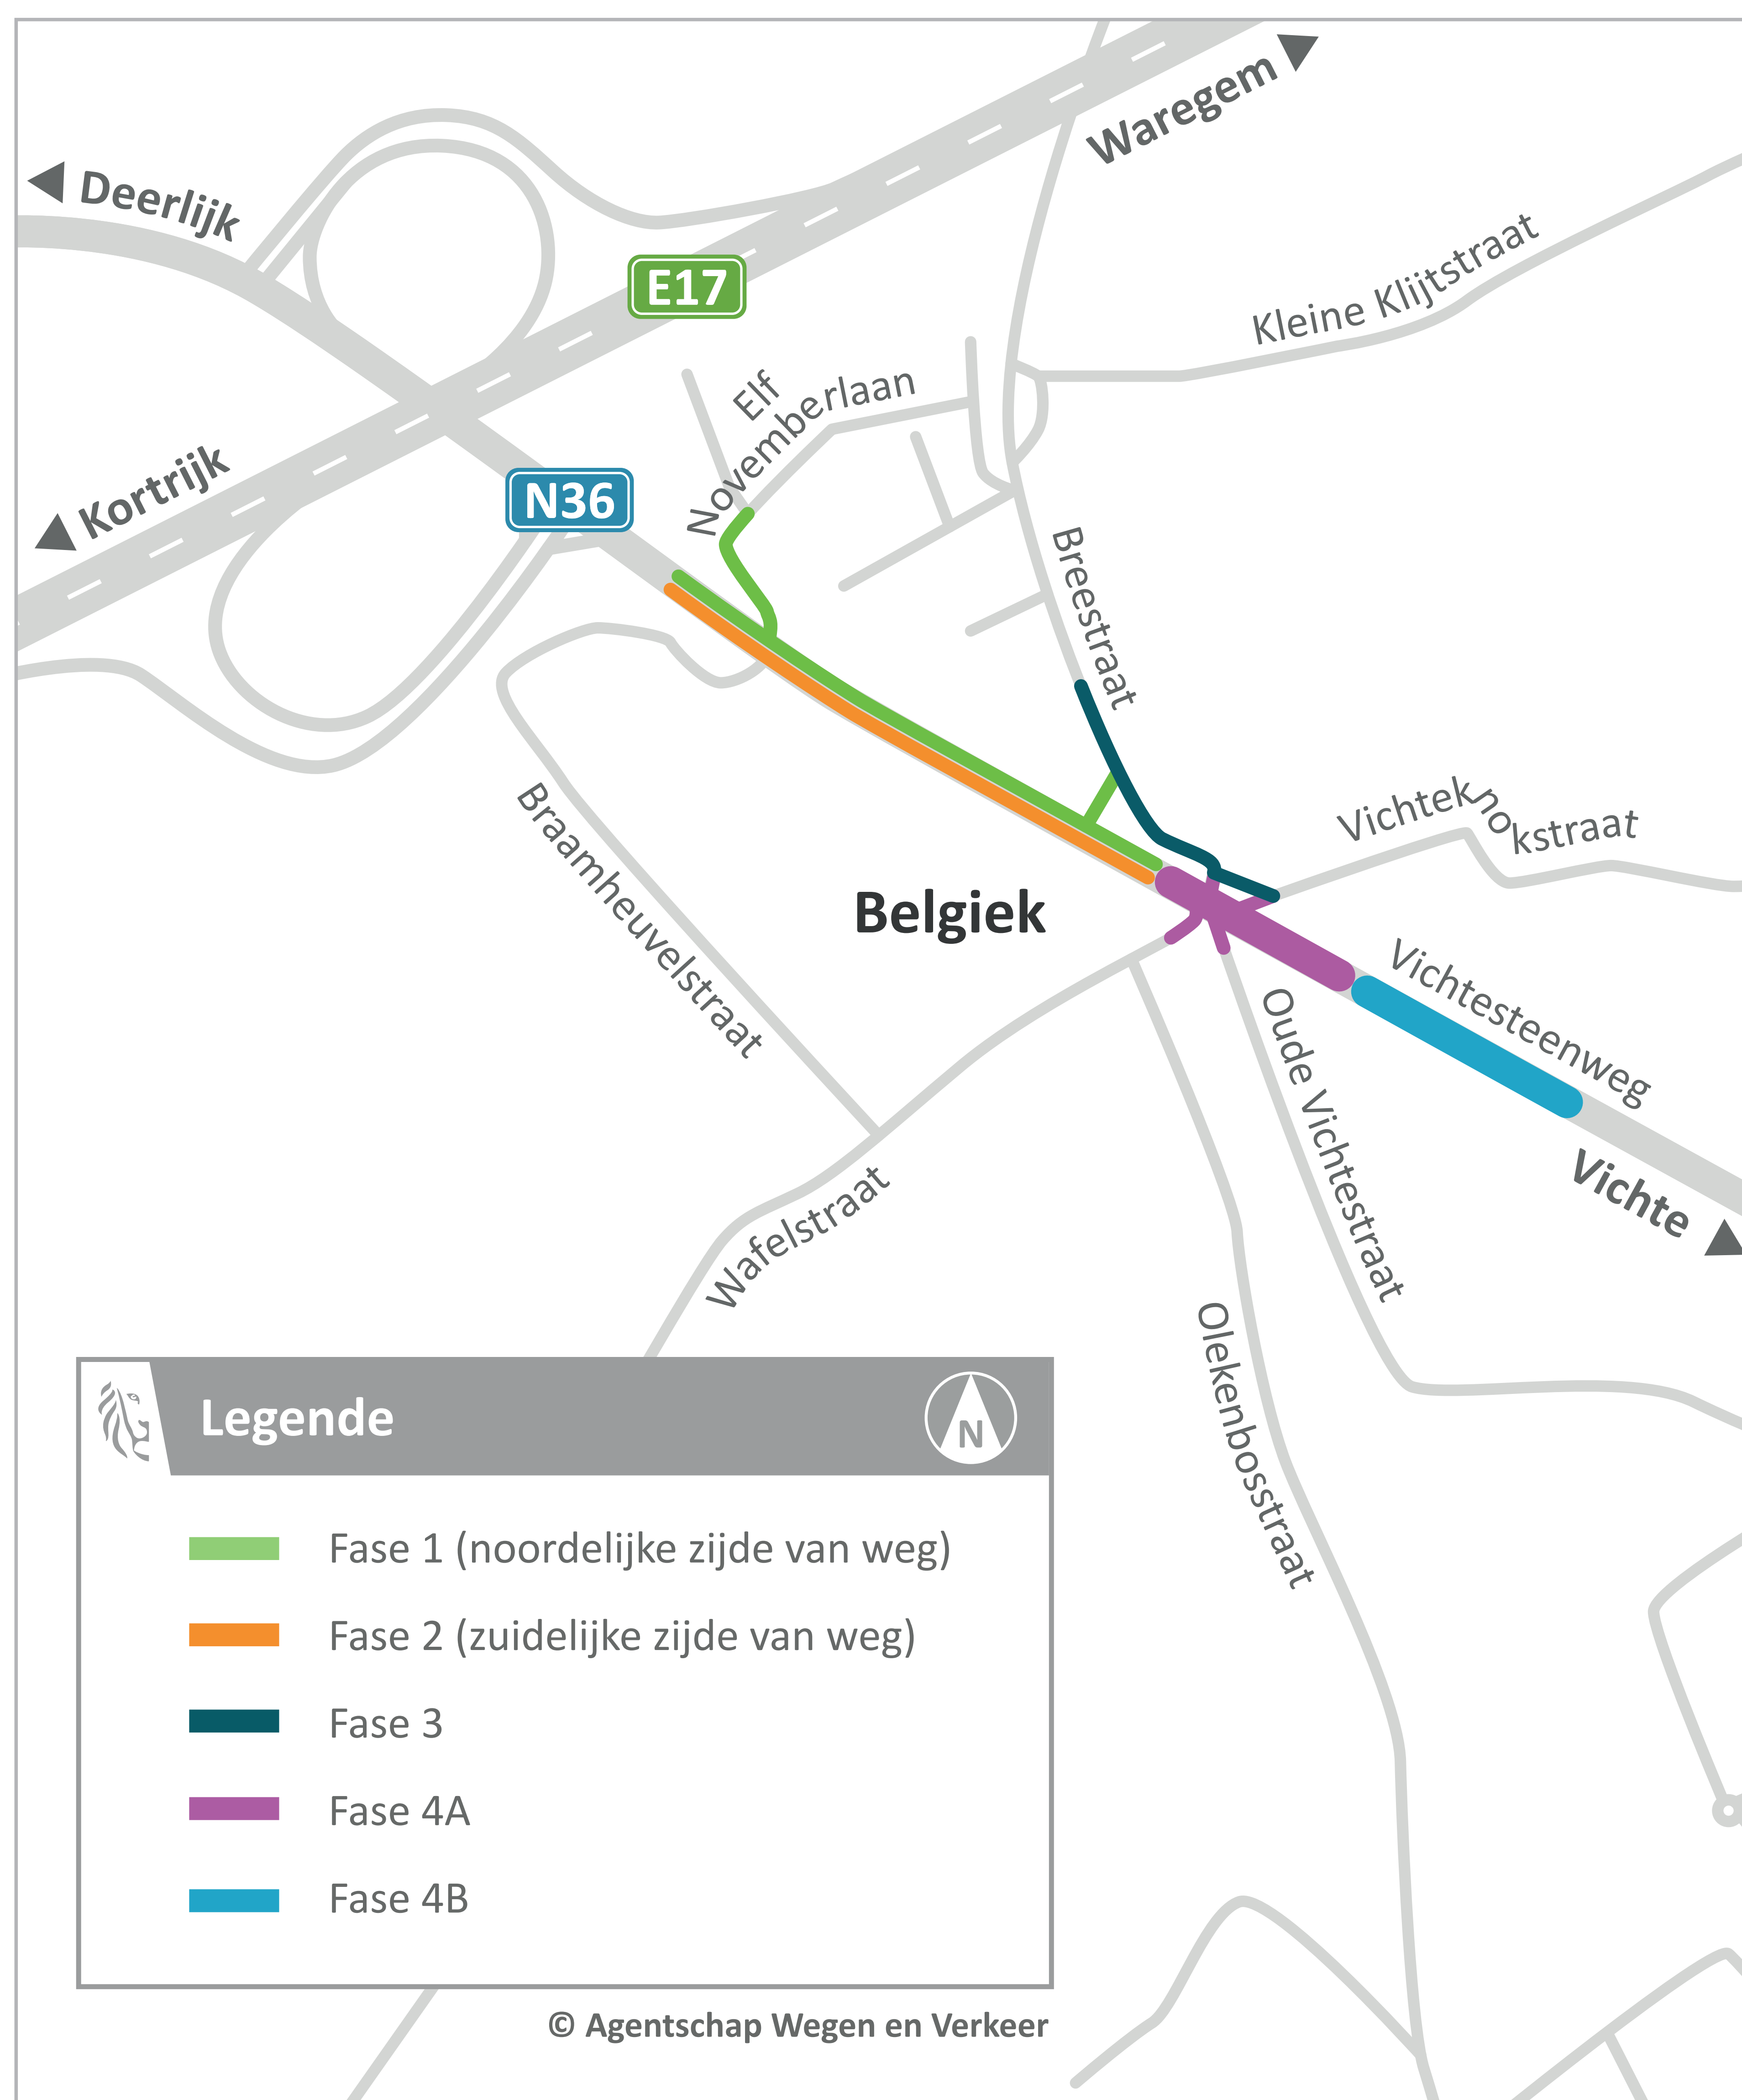 Waregem
Deerlijk
E17
Kleine Klijtstraat
Elf
Novemberlaan
Kortrijk
N36
Breestraat
Vichteknokstraat
Braamheuvelstraat
Belgiek
Vichtesteenweg
Oude Vichtestraat
Vichte
Wafelstraat
Olekenbosstraat
Legende
N
Fase 1 (noordelijke zijde van weg)
Fase 2 (zuidelijke zijde van weg)
Fase 3
Fase 4A
Fase 4B
© Agentschap Wegen en Verkeer